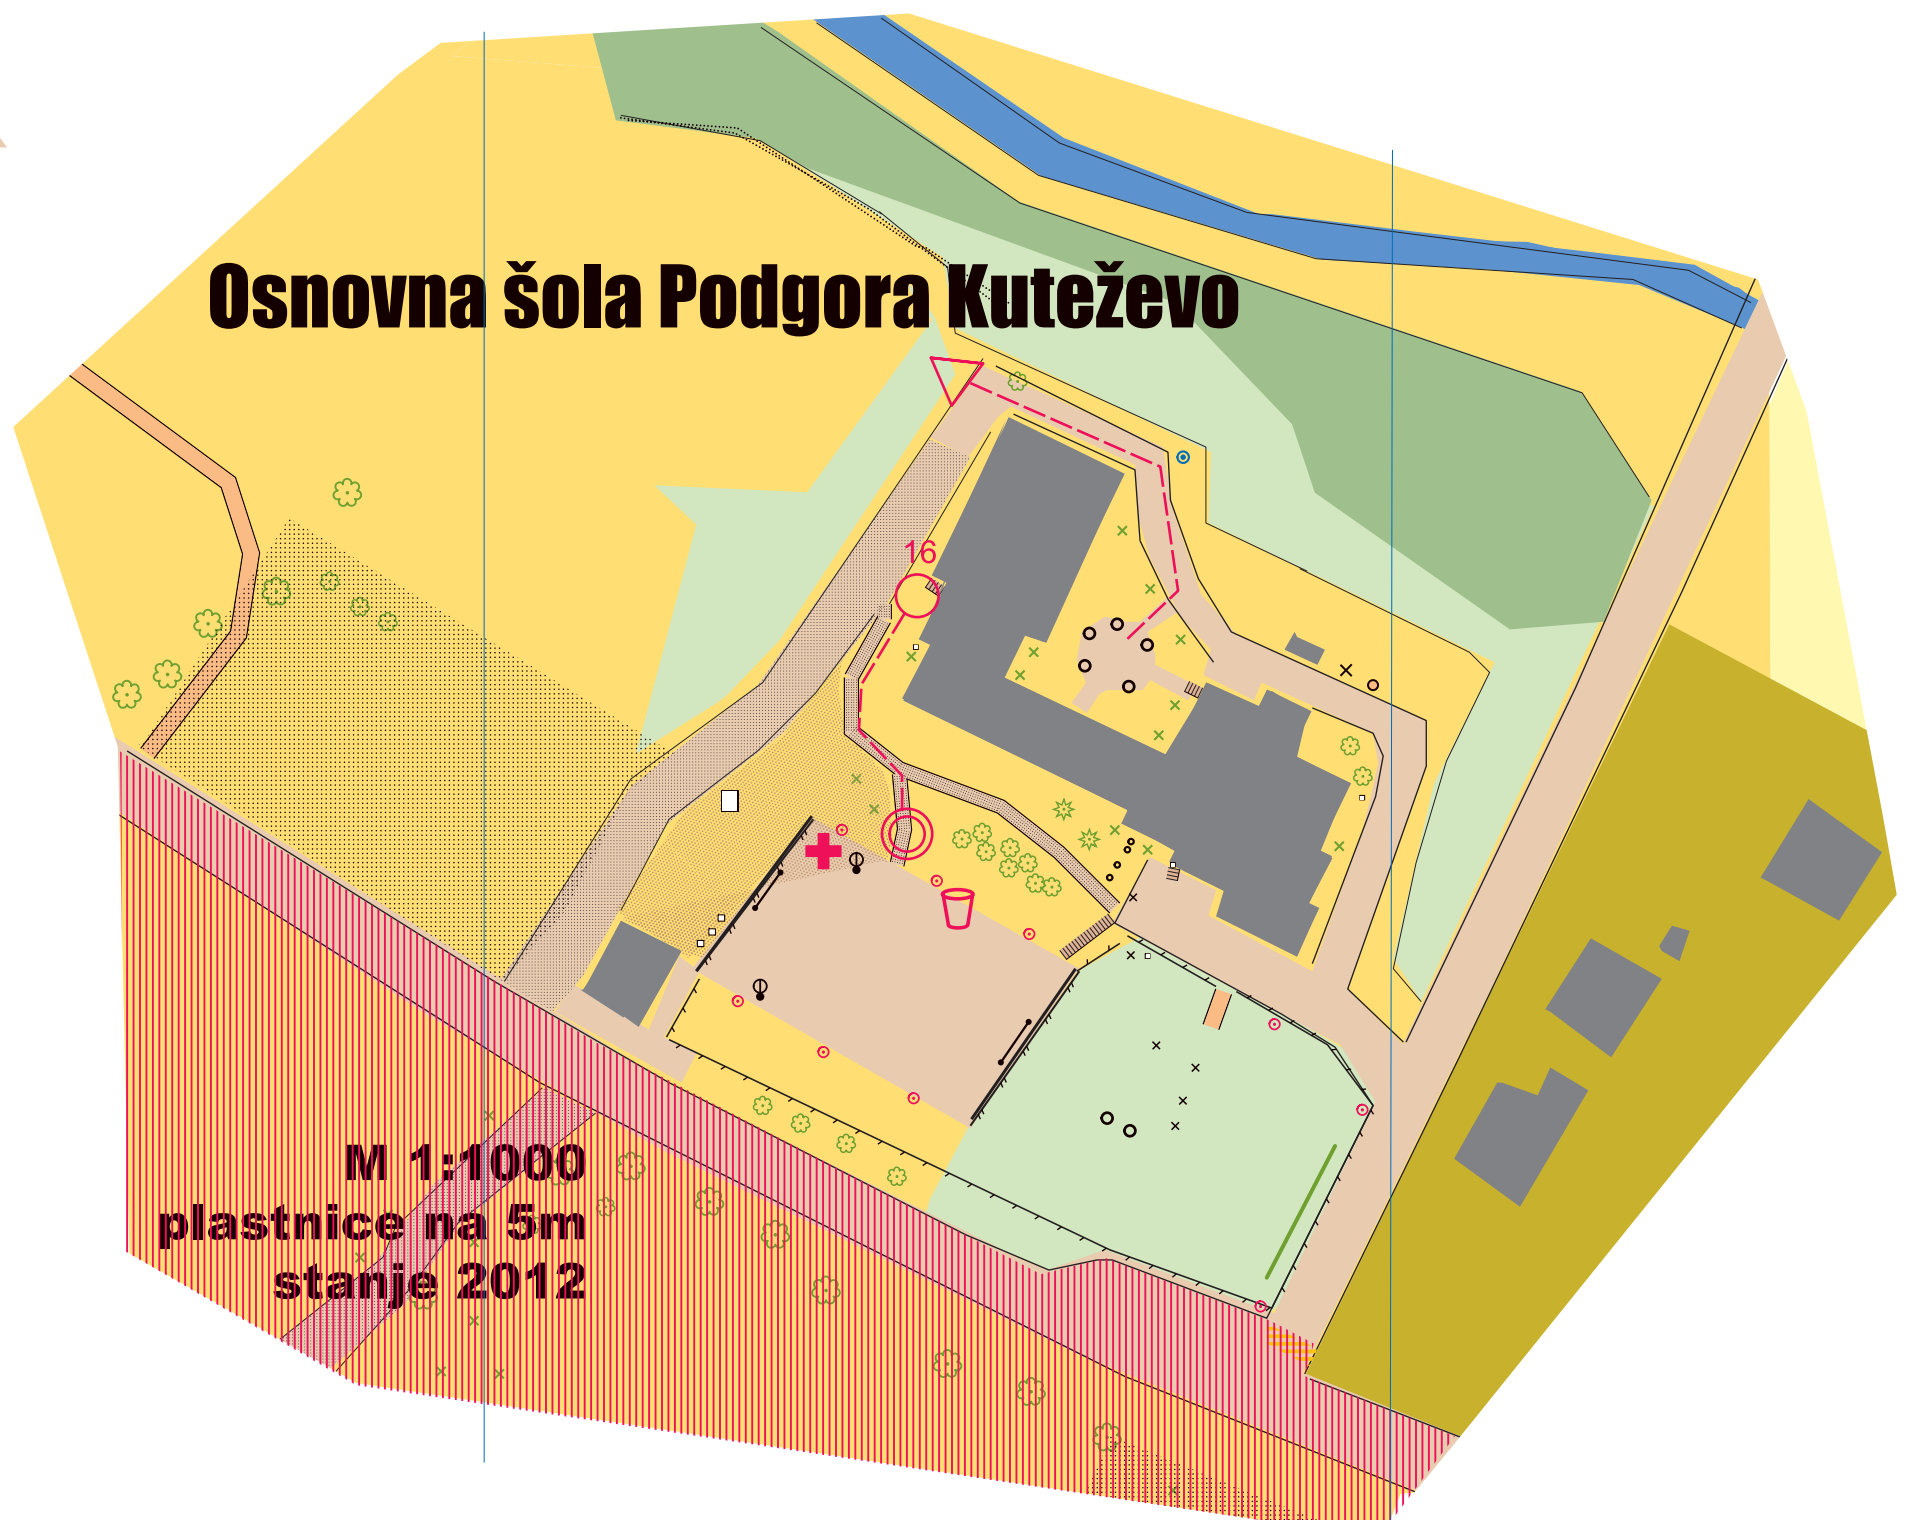 Osnovna šola Podgora Kuteževo
16
M 1:1000
plastnice na 5m
stanje 2012